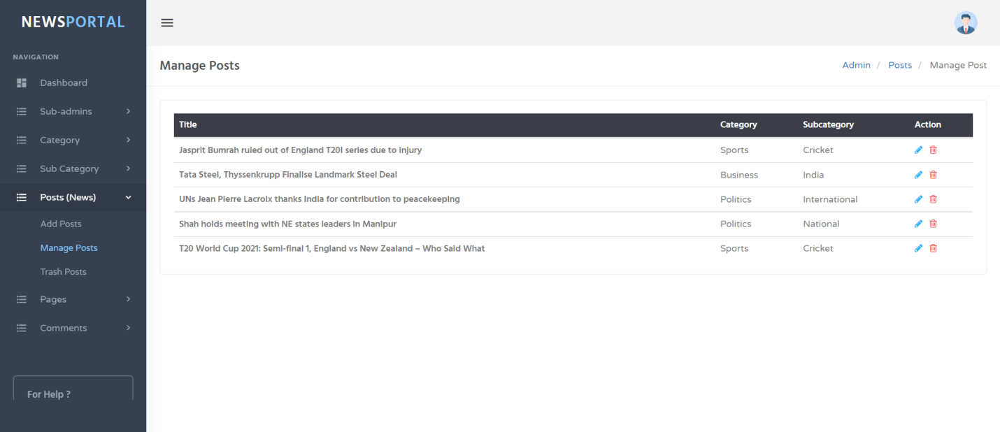 NEWSPORTAL
NAVIGATION
Dashboard
Sub-admins
Category
Sub Category
Posts (News)
Add Posts
Manage Posts
Trash Posts
Pages
Comments
For Help ?
Manage Posts
Admin / Posts / Manage Post
Title Category Subcategory Action
Jasprit Bumrah ruled out of England T20I series due to injury Sports Cricket
Tata Steel, Thyssenkrupp Finalise Landmark Steel Deal Business India
UNs Jean Pierre Lacroix thanks India for contribution to peacekeeping Politics International
Shah holds meeting with NE states leaders in Manipur Politics National
T20 World Cup 2021: Semi-final 1, England vs New Zealand – Who Said What Sports Cricket